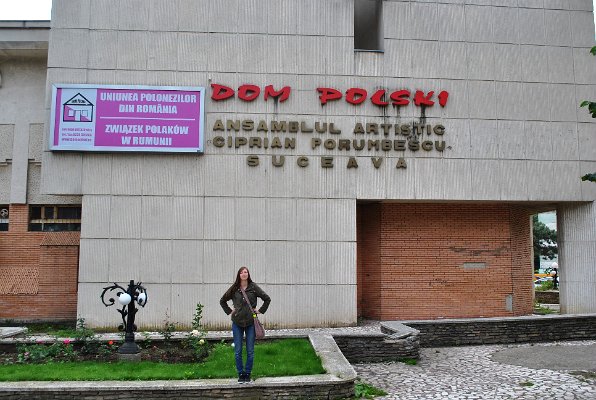 UNIUNEA POLONEZILOR
DIN ROMÂNIA
ZWIĄZEK POLAKÓW
W RUMUNII
DOM POLSKI
ANSAMBLUL ARTISTIC
"CIPRIAN PORUMBESCU"
SUCEAVA